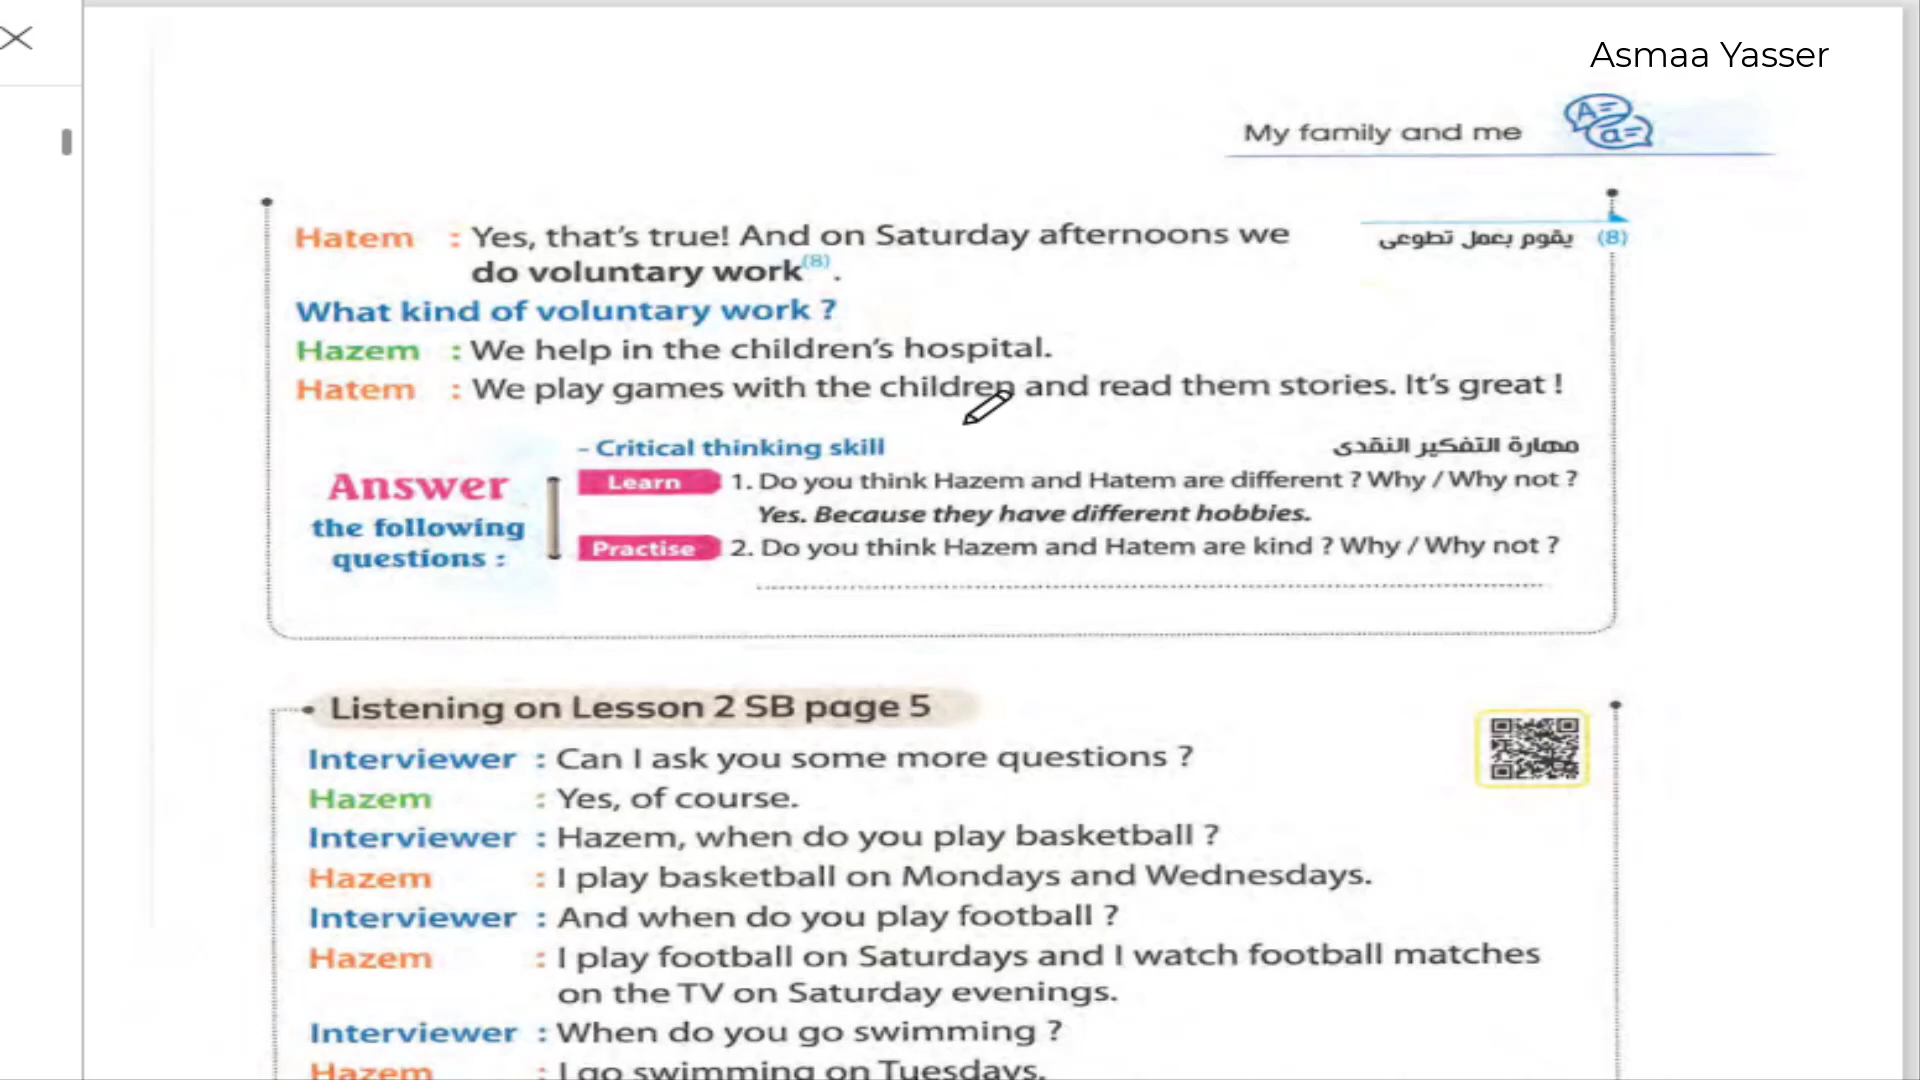 Asmaa Yasser
My family and me
Hatem : Yes, that's true! And on Saturday afternoons we
do voluntary work(8).
(8) يقوم بعمل تطوعى
What kind of voluntary work ?
Hazem : We help in the children's hospital.
Hatem : We play games with the children and read them stories. It's great !
Answer
the following
questions :
- Critical thinking skill
مهارة التفكير النقدى
Learn 1. Do you think Hazem and Hatem are different ? Why / Why not ?
Yes. Because they have different hobbies.
Practise 2. Do you think Hazem and Hatem are kind ? Why / Why not ?
Listening on Lesson 2 SB page 5
Interviewer : Can I ask you some more questions ?
Hazem : Yes, of course.
Interviewer : Hazem, when do you play basketball ?
Hazem : I play basketball on Mondays and Wednesdays.
Interviewer : And when do you play football ?
Hazem : I play football on Saturdays and I watch football matches
on the TV on Saturday evenings.
Interviewer : When do you go swimming ?
Hazem : I go swimming on Tuesdays.